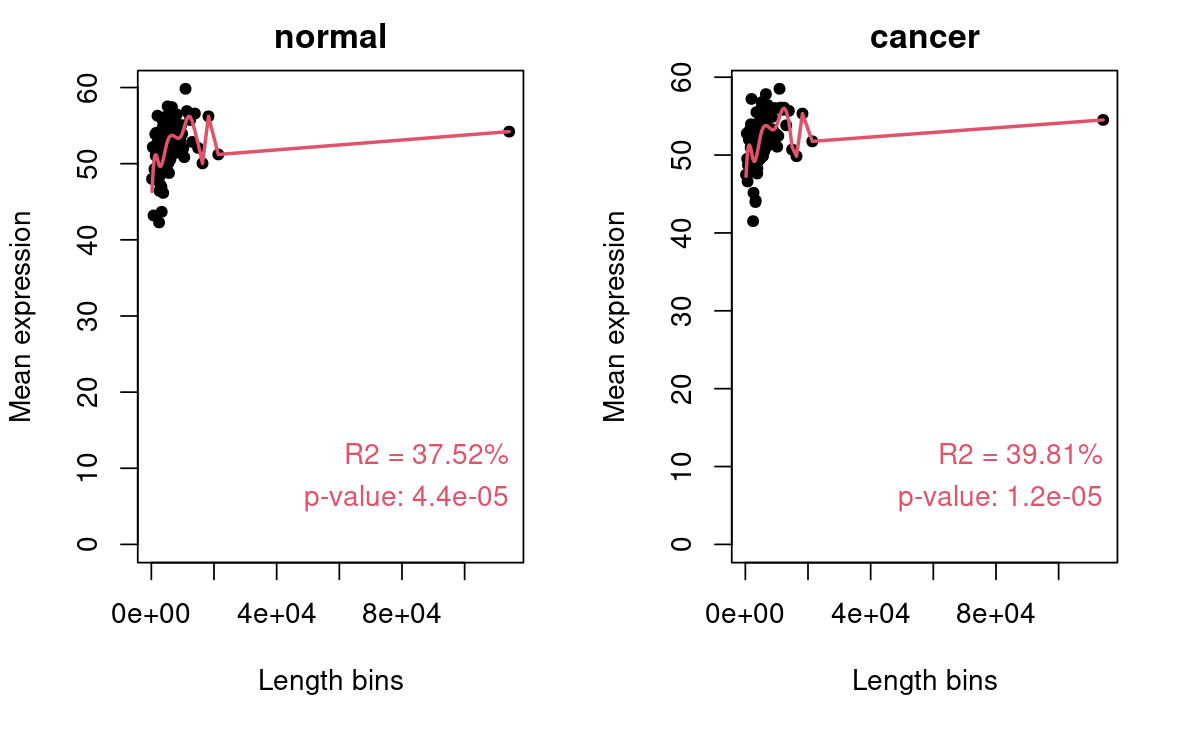 normal
Mean expression
60
50
40
30
20
10
0
R2 = 37.52%
p-value: 4.4e-05
0e+00 4e+04 8e+04
Length bins
cancer
Mean expression
60
50
40
30
20
10
0
R2 = 39.81%
p-value: 1.2e-05
0e+00 4e+04 8e+04
Length bins